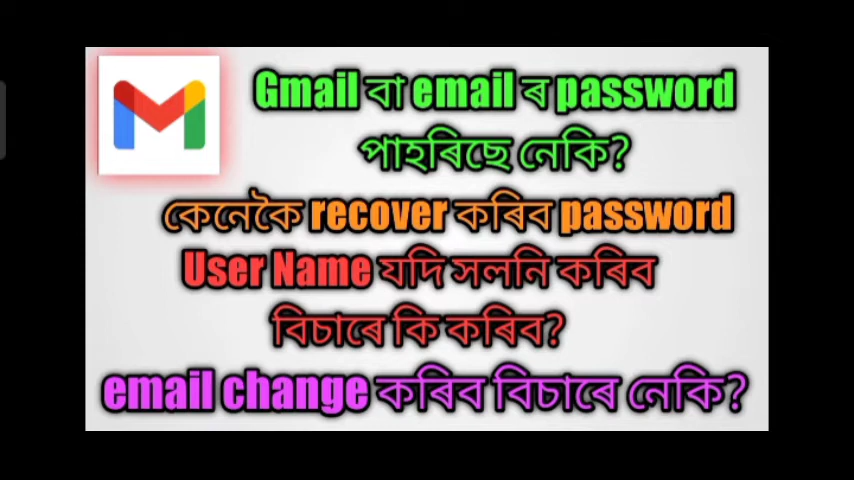 Gmail বা email ৰ password
পাহৰিছে নেকি?
কেনেকৈ recover কৰিব password
User Name যদি সলনি কৰিব
বিচাৰে কি কৰিব?
email change কৰিব বিচাৰে নেকি?